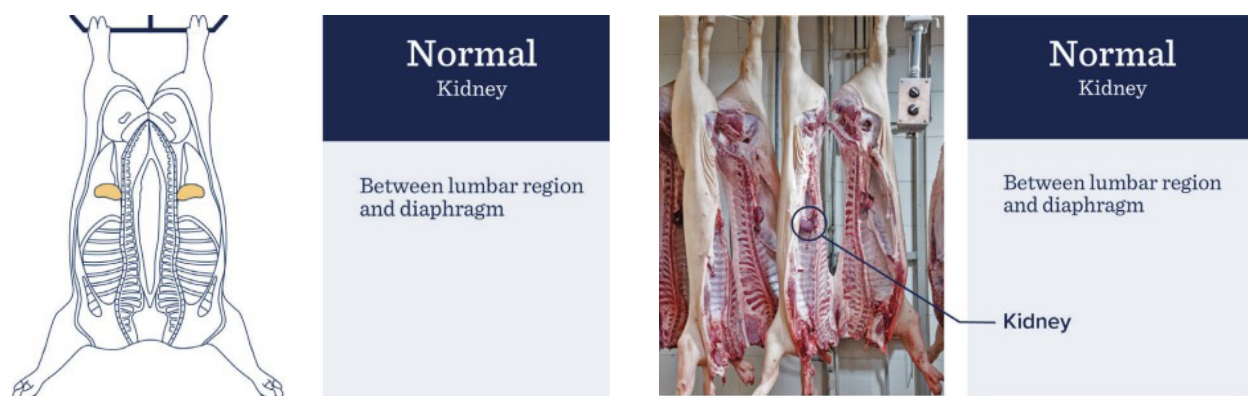 Normal
Kidney
Between lumbar region
and diaphragm
Normal
Kidney
Between lumbar region
and diaphragm
Kidney